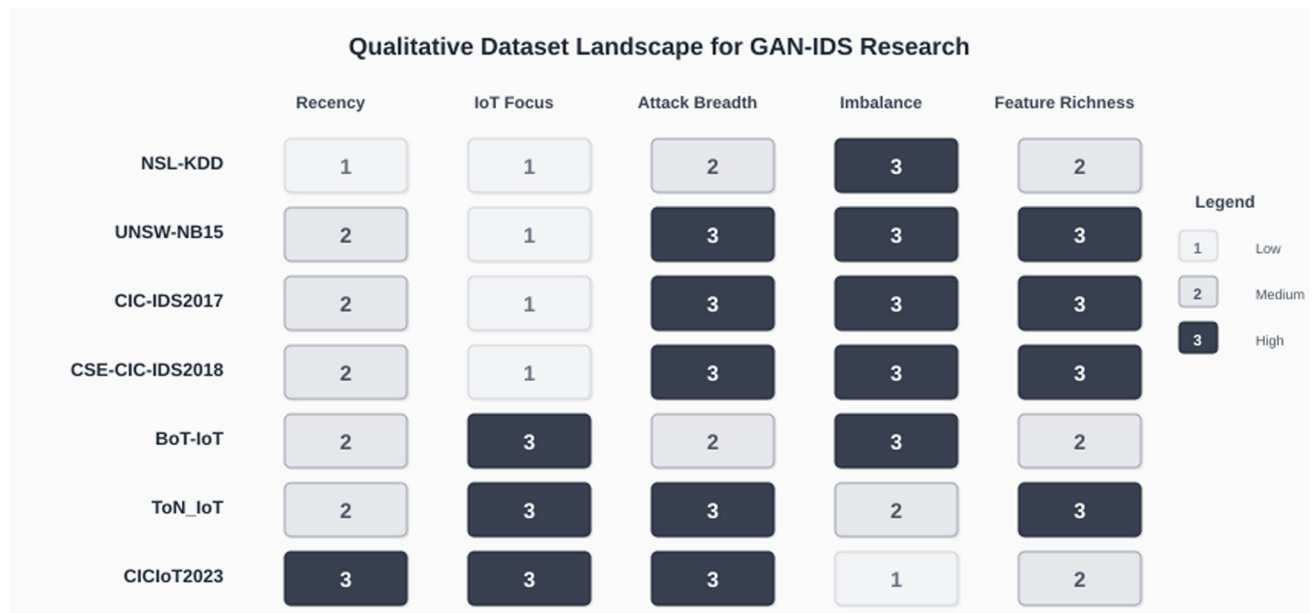 Qualitative Dataset Landscape for GAN-IDS Research
Recency IoT Focus Attack Breadth Imbalance Feature Richness
NSL-KDD 1 1 2 3 2
UNSW-NB15 2 1 3 3 3
CIC-IDS2017 2 1 3 3 3
CSE-CIC-IDS2018 2 1 3 3 3
BoT-IoT 2 3 2 3 2
ToN_IoT 2 3 3 2 3
CICIoT2023 3 3 3 1 2
Legend
1 Low
2 Medium
3 High